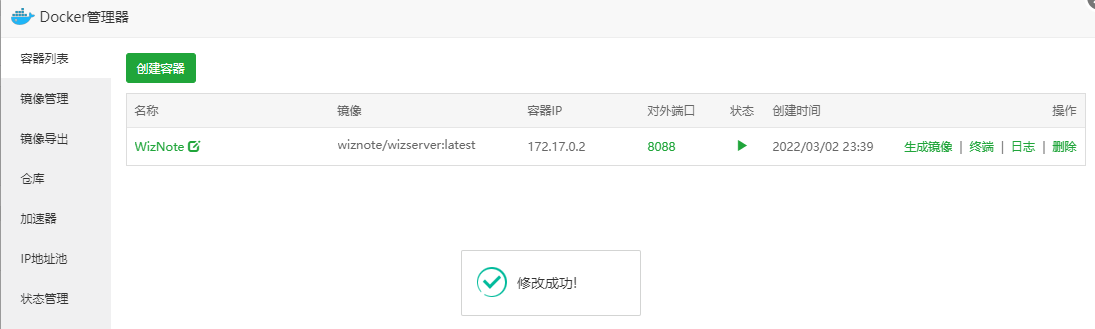 Docker管理器
容器列表
镜像管理
镜像导出
仓库
加速器
IP地址池
状态管理
创建容器
名称 镜像 容器IP 对外端口 状态 创建时间 操作
WizNote wiznote/wizserver:latest 172.17.0.2 8088 2022/03/02 23:39 生成镜像 | 终端 | 日志 | 删除
修改成功!